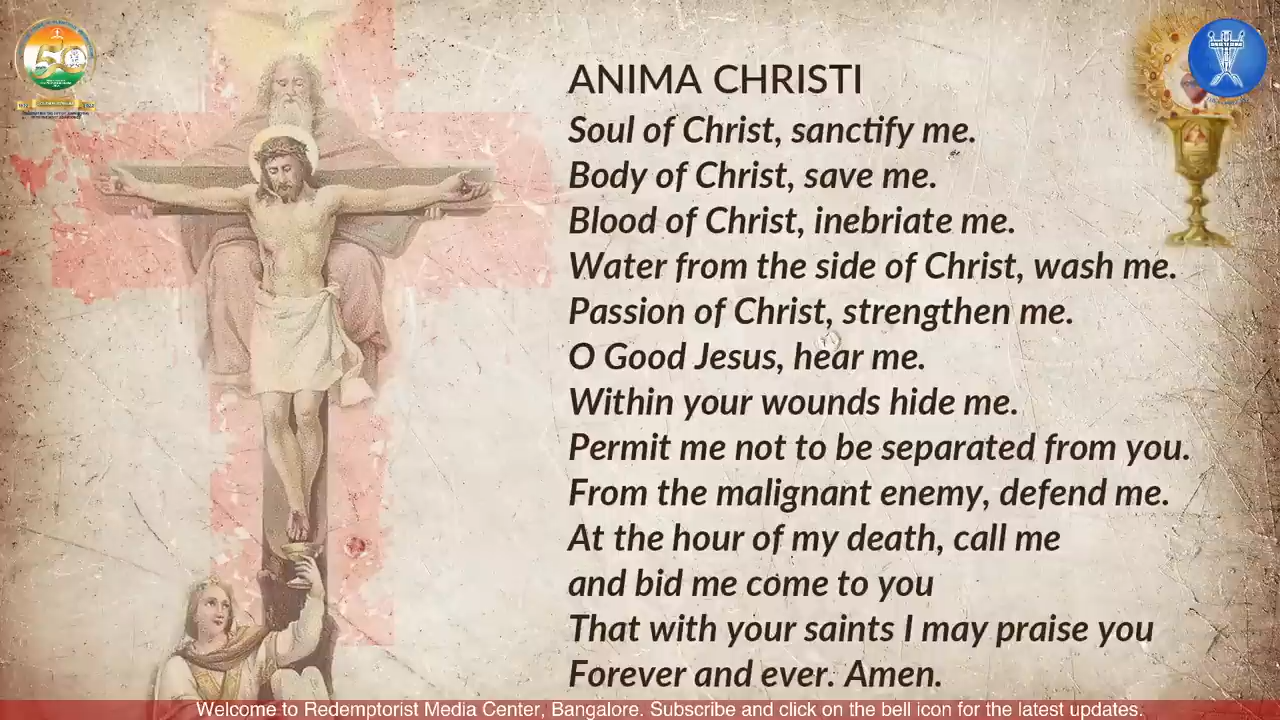 50
ANIMA CHRISTI
Soul of Christ, sanctify me.
Body of Christ, save me.
Blood of Christ, inebriate me.
Water from the side of Christ, wash me.
Passion of Christ, strengthen me.
O Good Jesus, hear me.
Within your wounds hide me.
Permit me not to be separated from you.
From the malignant enemy, defend me.
At the hour of my death, call me
and bid me come to you
That with your saints I may praise you
Forever and ever. Amen.
Welcome to Redemptorist Media Center, Bangalore. Subscribe and click on the bell icon for the latest updates.